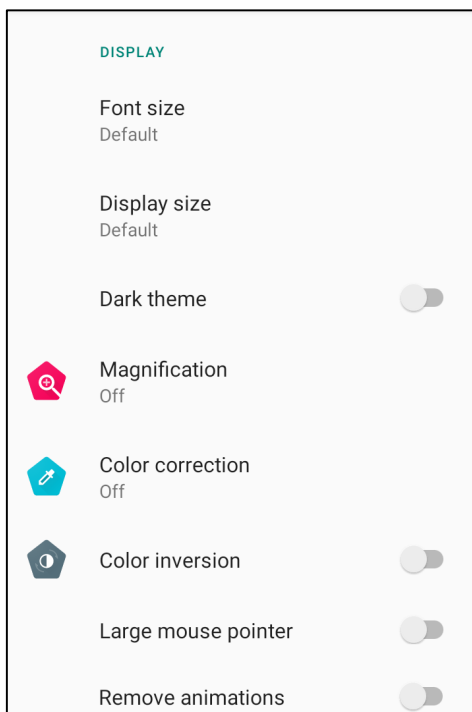 DISPLAY
Font size
Default
Display size
Default
Dark theme
Magnification
Off
Color correction
Off
Color inversion
Large mouse pointer
Remove animations